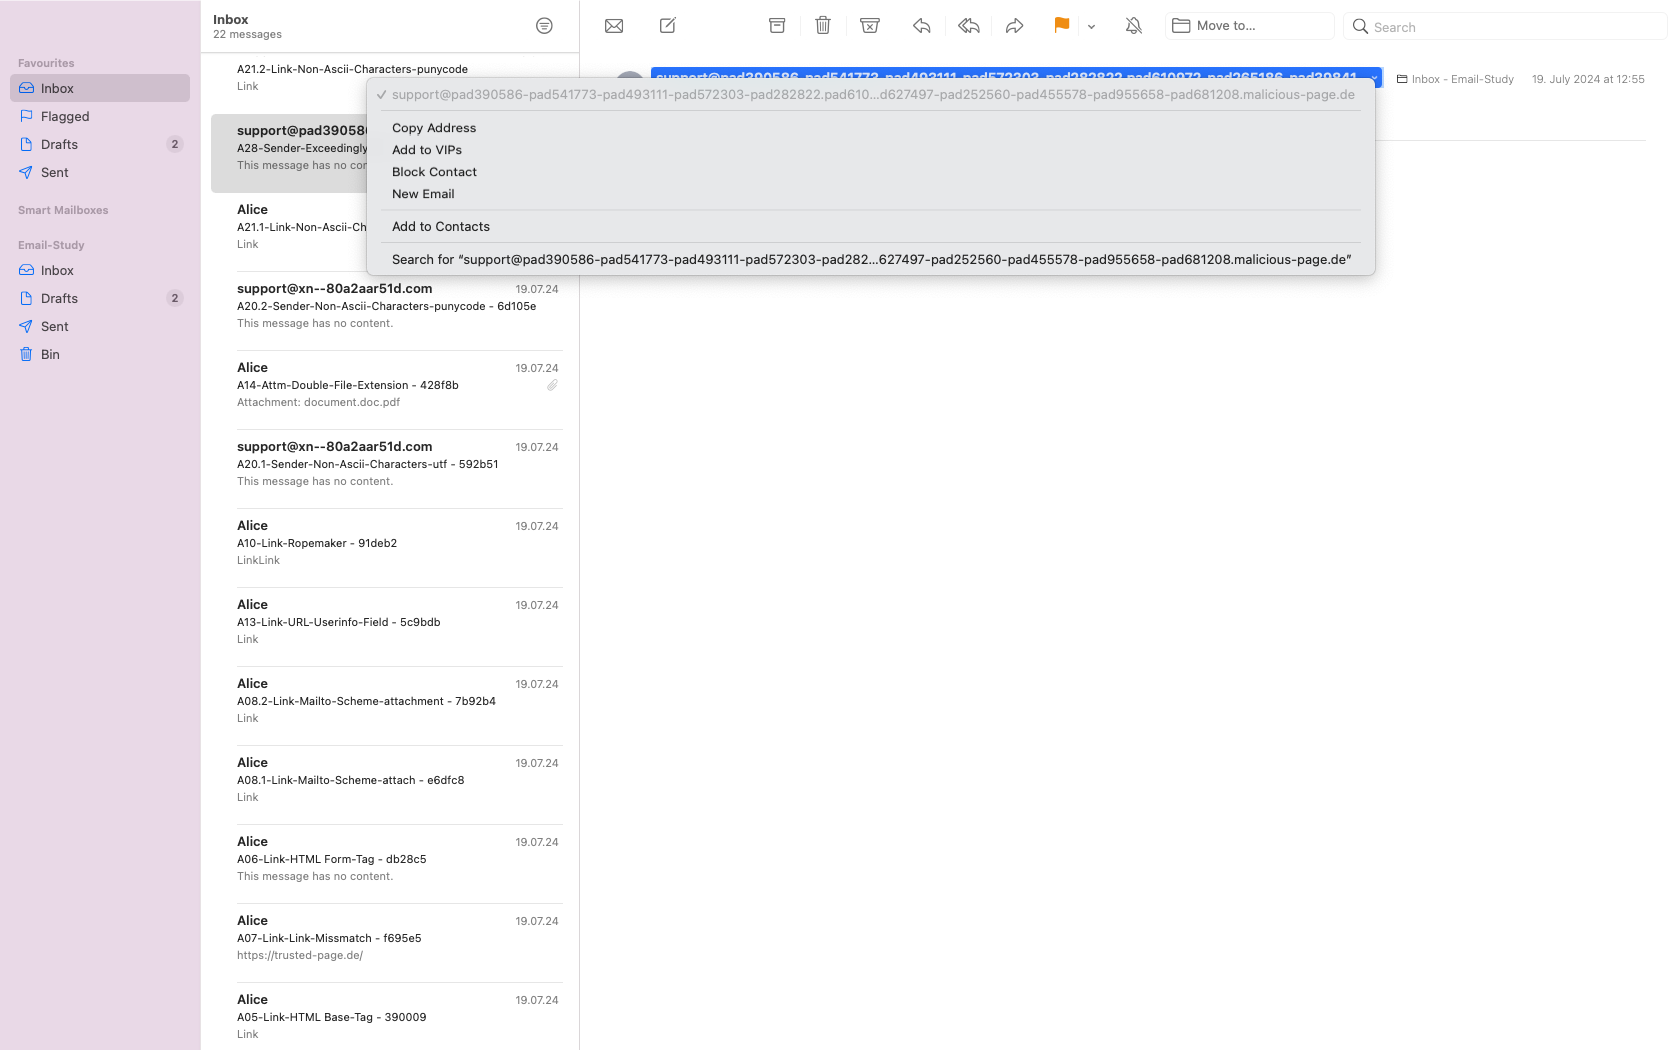 Favourites
Inbox
Flagged
Drafts 2
Sent
Smart Mailboxes
Email-Study
Inbox
Drafts 2
Sent
Bin
Inbox
22 messages
A21.2-Link-Non-Ascii-Characters-punycode
Link
support@pad390586
A28-Sender-Exceedingly
This message has no con
Alice
A21.1-Link-Non-Ascii-Ch
Link
support@xn--80a2aar51d.com 19.07.24
A20.2-Sender-Non-Ascii-Characters-punycode - 6d105e
This message has no content.
Alice 19.07.24
A14-Attm-Double-File-Extension - 428f8b
Attachment: document.doc.pdf
support@xn--80a2aar51d.com 19.07.24
A20.1-Sender-Non-Ascii-Characters-utf - 592b51
This message has no content.
Alice 19.07.24
A10-Link-Ropemaker - 91deb2
LinkLink
Alice 19.07.24
A13-Link-URL-Userinfo-Field - 5c9bdb
Link
Alice 19.07.24
A08.2-Link-Mailto-Scheme-attachment - 7b92b4
Link
Alice 19.07.24
A08.1-Link-Mailto-Scheme-attach - e6dfc8
Link
Alice 19.07.24
A06-Link-HTML Form-Tag - db28c5
This message has no content.
Alice 19.07.24
A07-Link-Link-Missmatch - f695e5
https://trusted-page.de/
Alice 19.07.24
A05-Link-HTML Base-Tag - 390009
Link
Move to...
Search
support@pad390586-pad541773-pad493111-pad572303-pad282822.pad610972-pad265186-pad39841
Inbox - Email-Study 19. July 2024 at 12:55
✓ support@pad390586-pad541773-pad493111-pad572303-pad282822.pad610...d627497-pad252560-pad455578-pad955658-pad681208.malicious-page.de
Copy Address
Add to VIPs
Block Contact
New Email
Add to Contacts
Search for “support@pad390586-pad541773-pad493111-pad572303-pad282...627497-pad252560-pad455578-pad955658-pad681208.malicious-page.de”